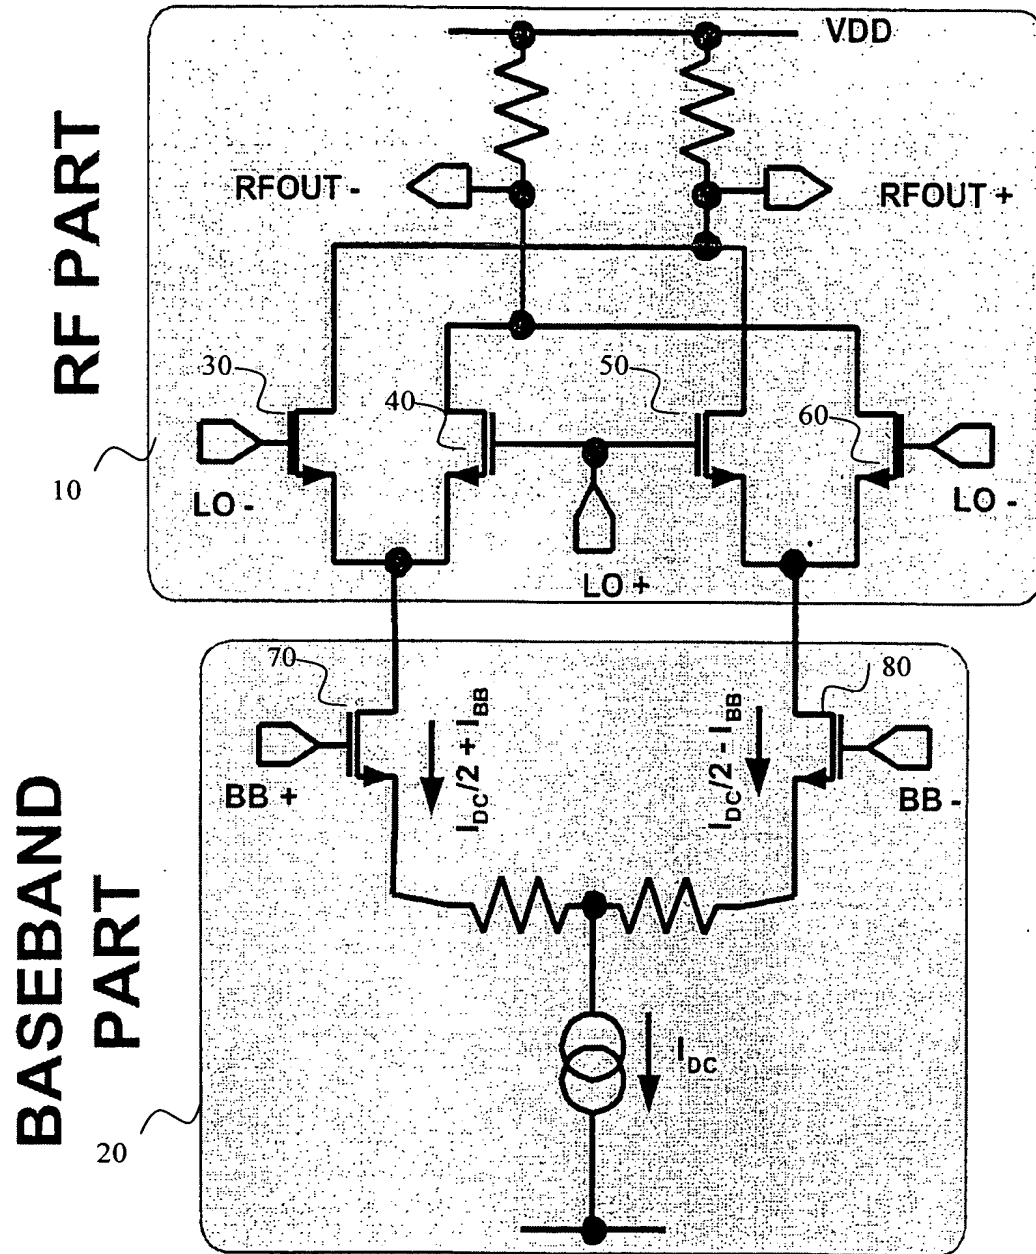 RF PART
VDD
RFOUT -
RFOUT +
30
40
50
60
10
LO -
LO +
LO -
BASEBAND
PART
70
80
BB +
I_DC/2 + I_BB
I_DC/2 - I_BB
BB -
I_DC
20